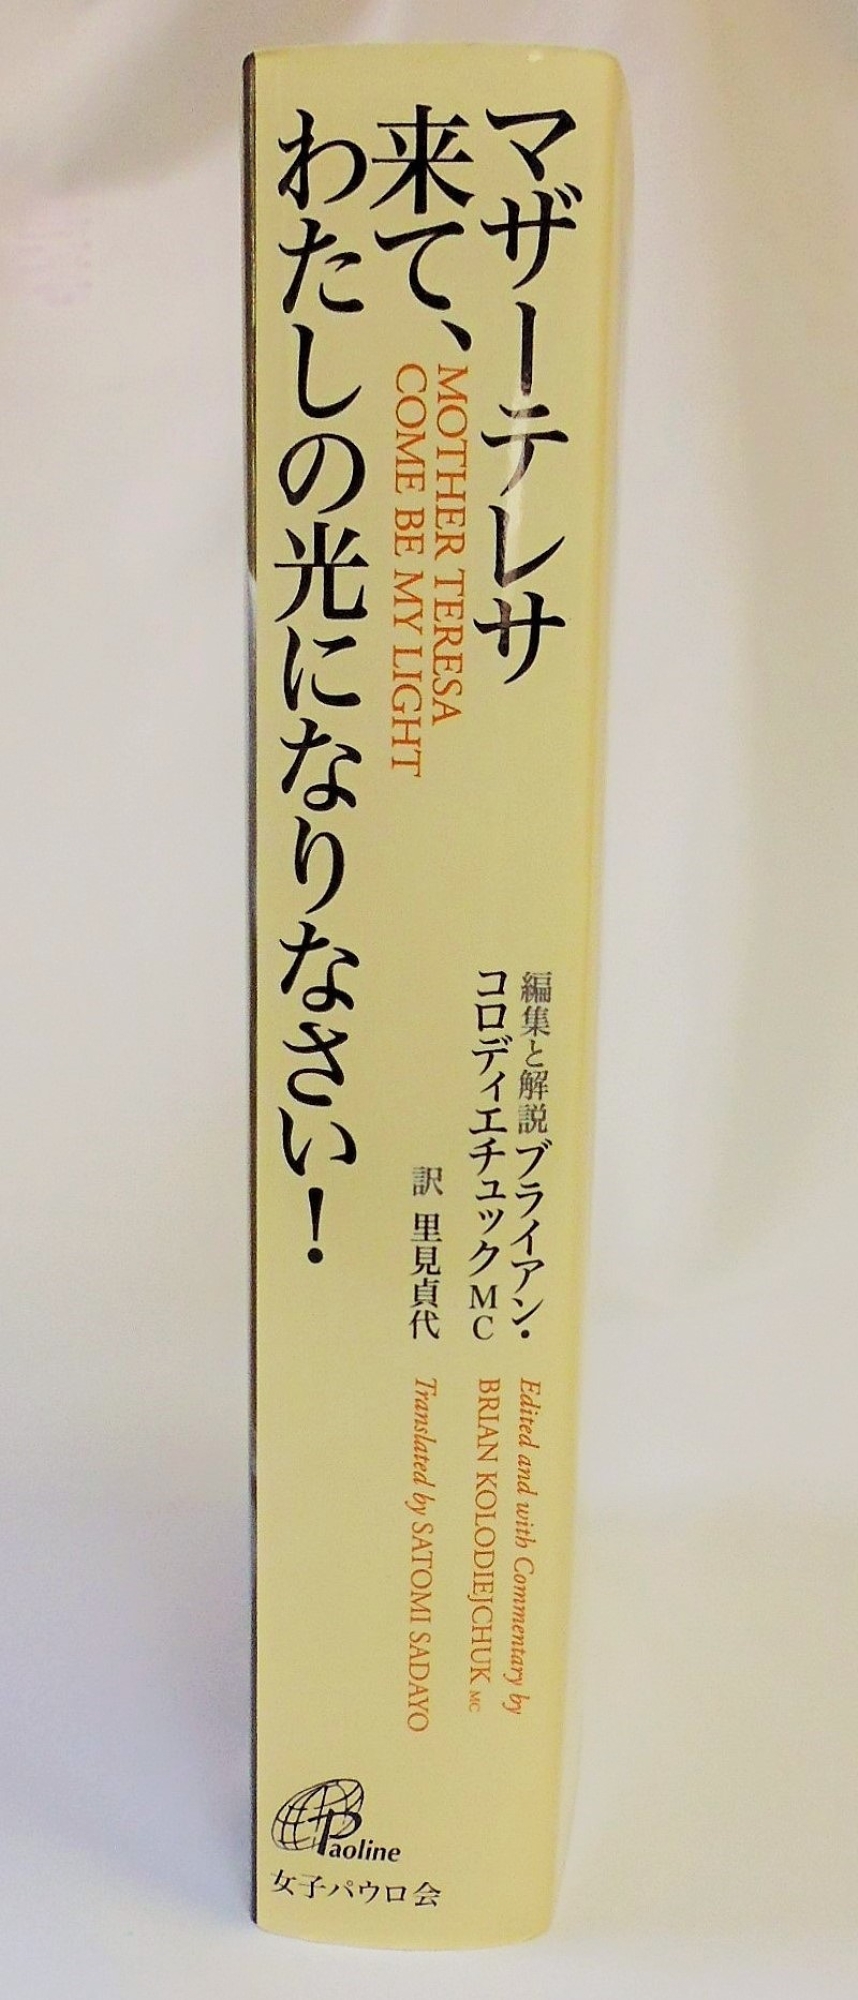 マザーテレサ
来て、
わたしの光になりなさい！
MOTHER TERESA
COME BE MY LIGHT
編集と解説 ブライアン・
コロディエチュック MC
訳 里見貞代
Edited and with Commentary by
BRIAN KOLODIEJCHUK MC
Translated by SATOMI SADAYO
Paoline
女子パウロ会